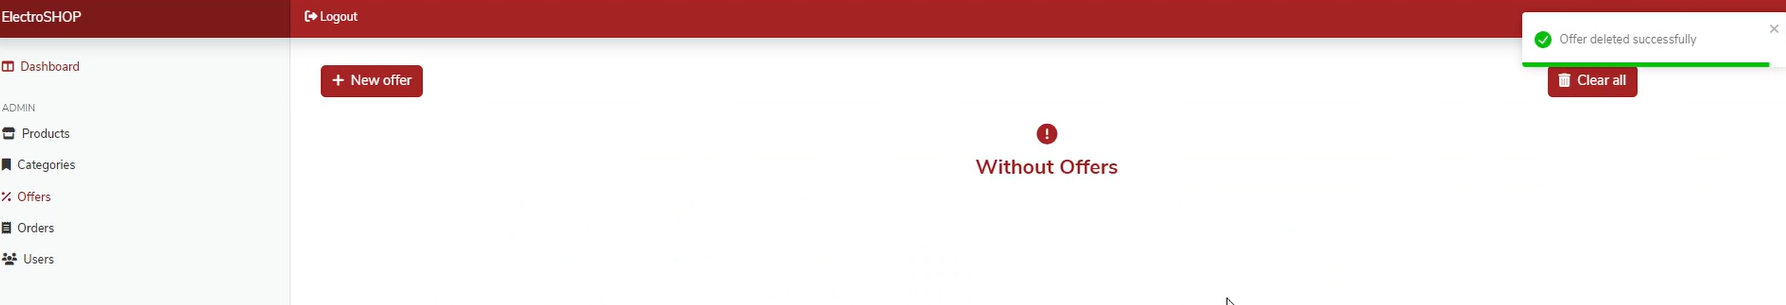 ElectroSHOP
Logout
Offer deleted successfully
Dashboard
New offer
Clear all
ADMIN
Products
Without Offers
Categories
Offers
Orders
Users